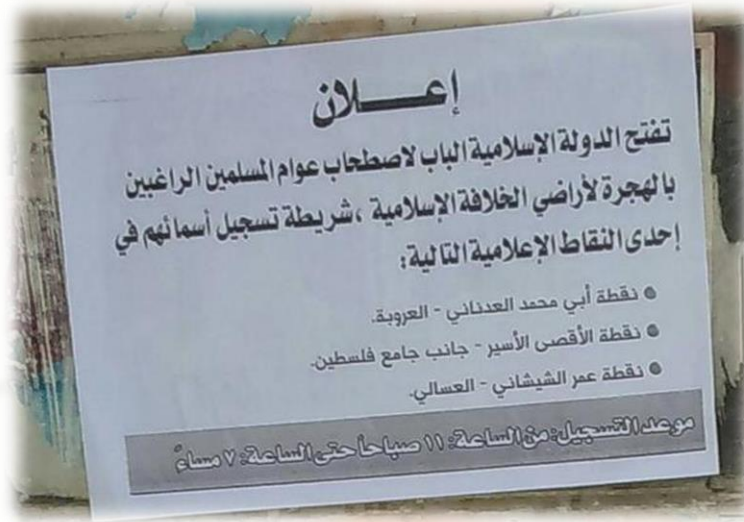 إعـــــلان
تفتح الدولة الإسلامية الباب لاصطحاب عوام المسلمين الراغبين
بالهجرة لأراضي الخلافة الإسلامية ، شريطة تسجيل أسمائهم في
إحدى النقاط الإعلامية التالية:
● نقطة أبي محمد العدناني - العروبة.
● نقطة الأقصى الأسير - جانب جامع فلسطين.
● نقطة عمر الشيشاني - العسالي.
موعد التسجيل: من الساعة: ١١ صباحاً حتى الساعة: ٧ مساءً